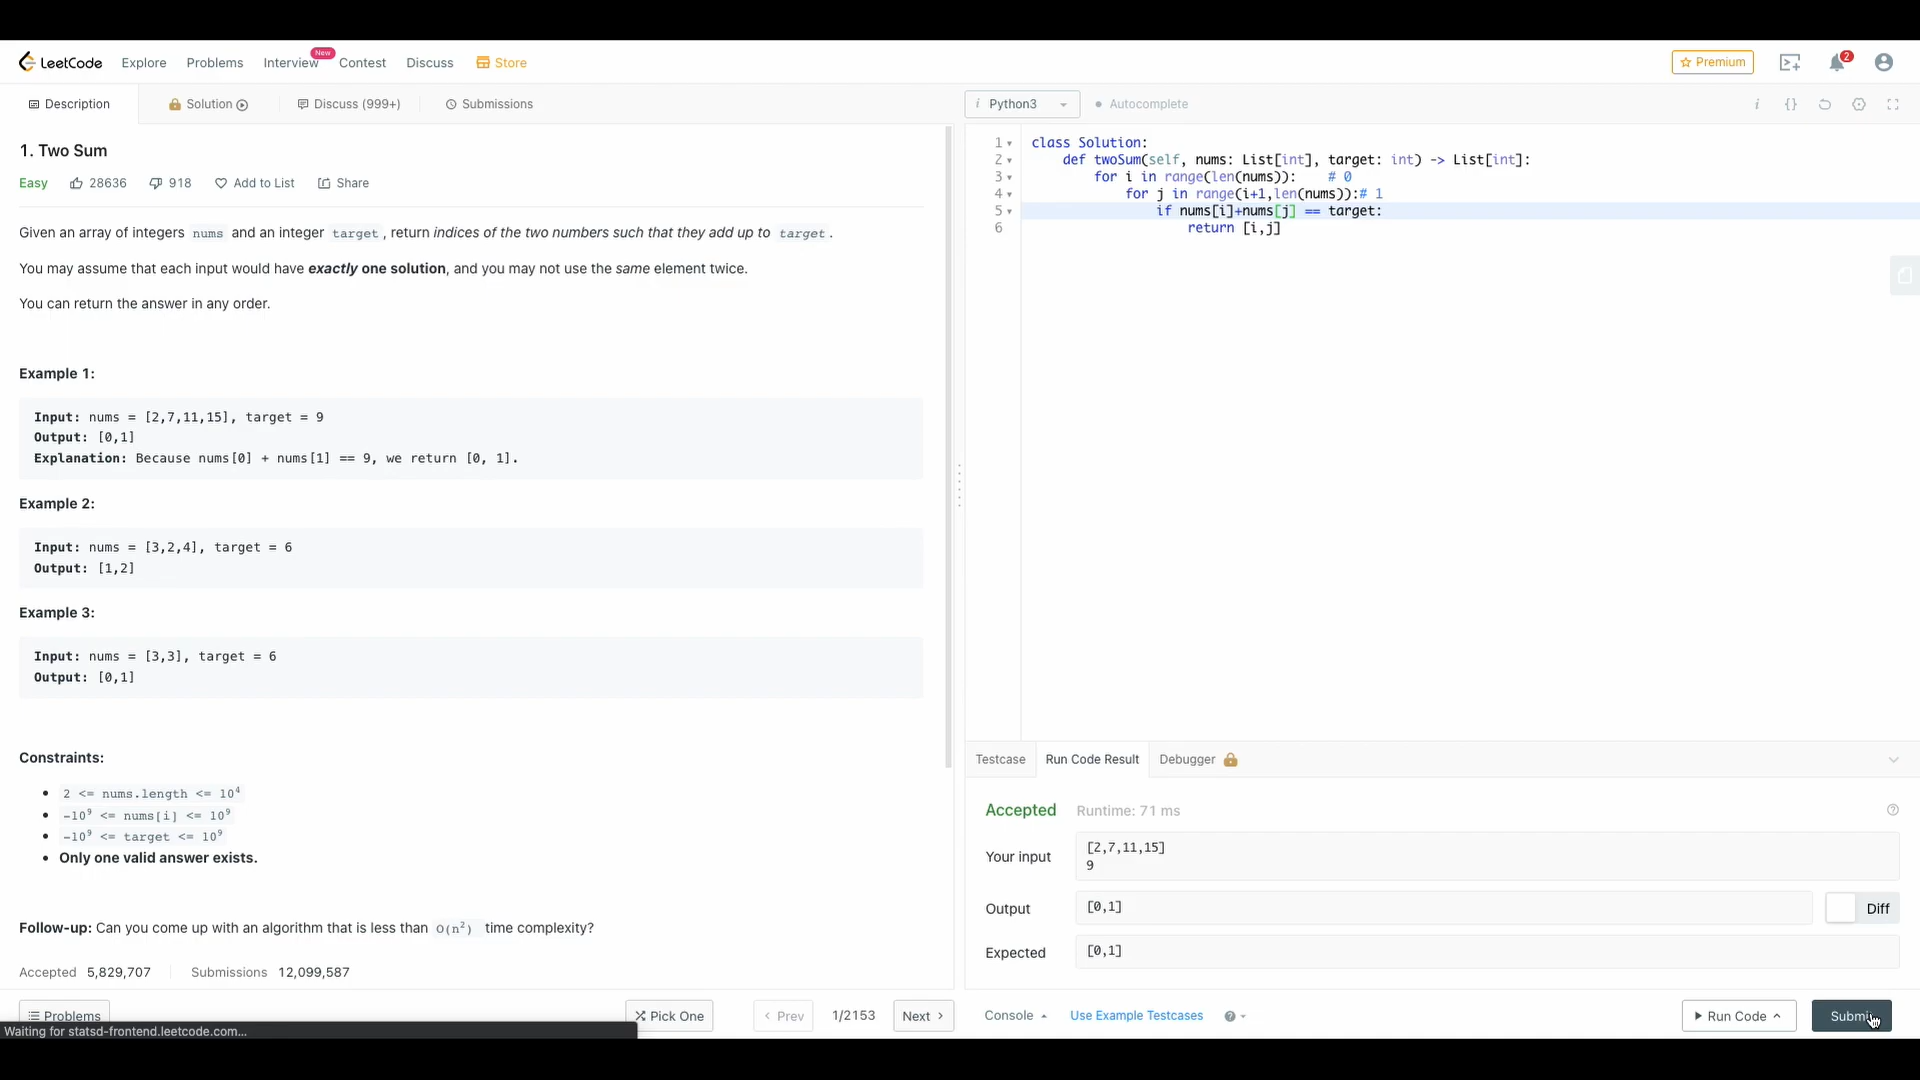 LeetCode Explore Problems Interview New Contest Discuss Store Premium 2
Description Solution Discuss (999+) Submissions
i Python3 Autocomplete i {}
1. Two Sum
Easy 28636 918 Add to List Share
Given an array of integers nums and an integer target, return indices of the two numbers such that they add up to target.
You may assume that each input would have exactly one solution, and you may not use the same element twice.
You can return the answer in any order.
Example 1:
Input: nums = [2,7,11,15], target = 9
Output: [0,1]
Explanation: Because nums[0] + nums[1] == 9, we return [0, 1].
Example 2:
Input: nums = [3,2,4], target = 6
Output: [1,2]
Example 3:
Input: nums = [3,3], target = 6
Output: [0,1]
Constraints:
2 <= nums.length <= 10⁴
-10⁹ <= nums[i] <= 10⁹
-10⁹ <= target <= 10⁹
Only one valid answer exists.
Follow-up: Can you come up with an algorithm that is less than O(n²) time complexity?
Accepted 5,829,707 Submissions 12,099,587
Problems Pick One < Prev 1/2153 Next >
Waiting for statsd-frontend.leetcode.com...
1 class Solution:
2 def twoSum(self, nums: List[int], target: int) -> List[int]:
3 for i in range(len(nums)): # 0
4 for j in range(i+1,len(nums)):# 1
5 if nums[i]+nums[j] == target:
6 return [i,j]
Testcase Run Code Result Debugger
Accepted Runtime: 71 ms ?
Your input
[2,7,11,15]
9
Output [0,1] Diff
Expected [0,1]
Console Use Example Testcases ? Run Code Submi